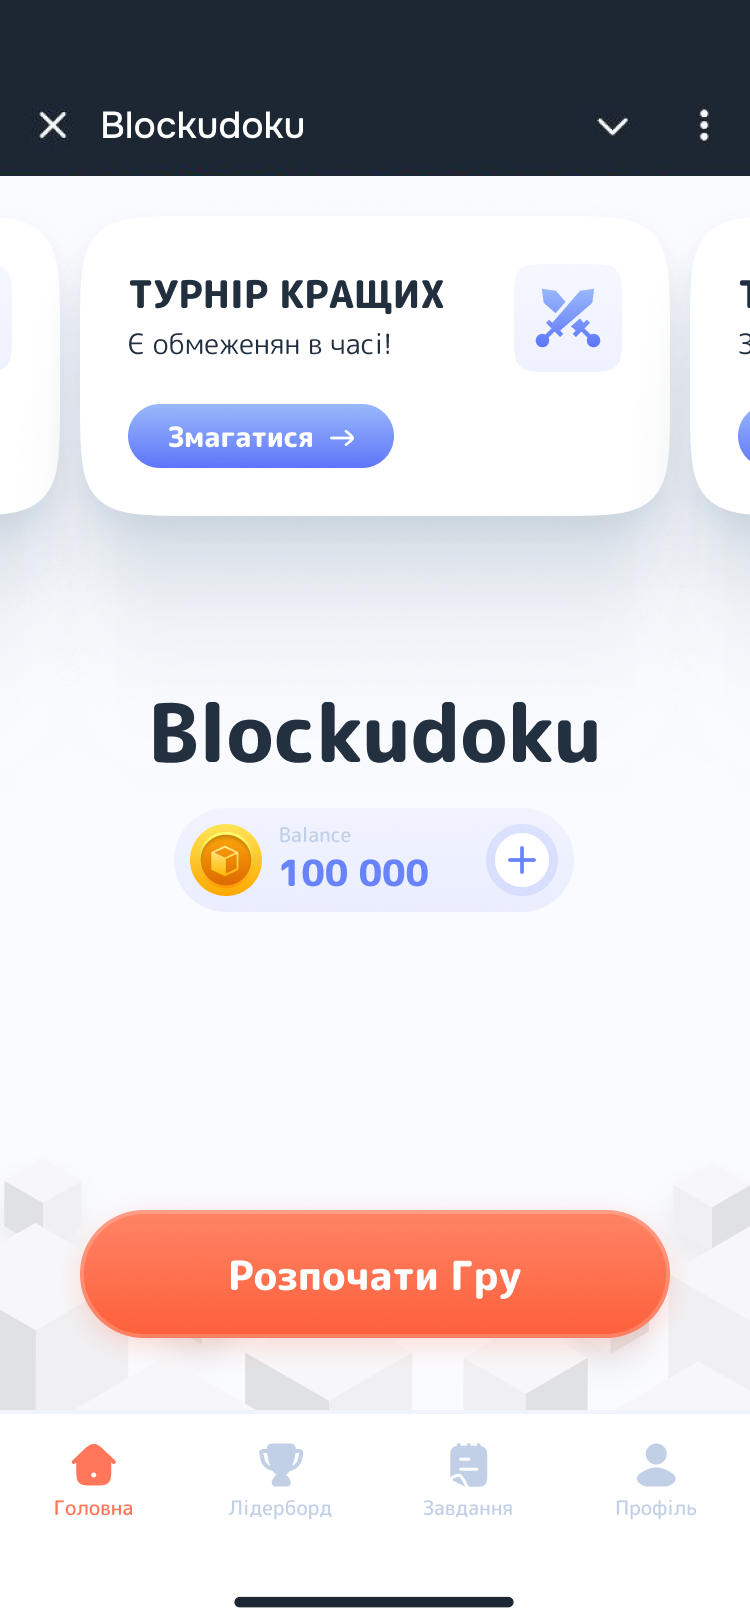 Blockudoku
ТУРНІР КРАЩИХ
Є обмеженян в часі!
Змагатися →
Blockudoku
Balance
100 000
Розпочати Гру
Головна
Лідерборд
Завдання
Профіль